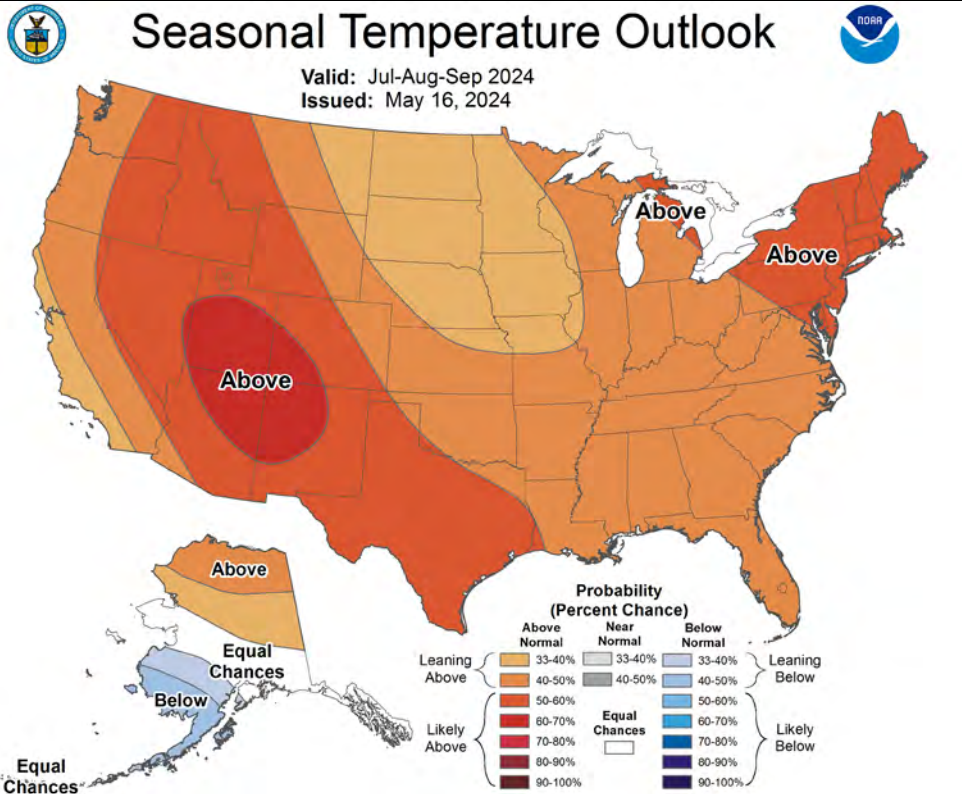 Seasonal Temperature Outlook
NOAA
Valid: Jul-Aug-Sep 2024
Issued: May 16, 2024
Above
Above
Above
Above
Equal
Chances
Below
Equal
Chances
Probability
(Percent Chance)
Above
Normal
Near
Normal
Below
Normal
Leaning
Above
33-40%
40-50%
33-40%
40-50%
33-40%
40-50%
Leaning
Below
Likely
Above
50-60%
60-70%
70-80%
80-90%
90-100%
Equal
Chances
50-60%
60-70%
70-80%
80-90%
90-100%
Likely
Below